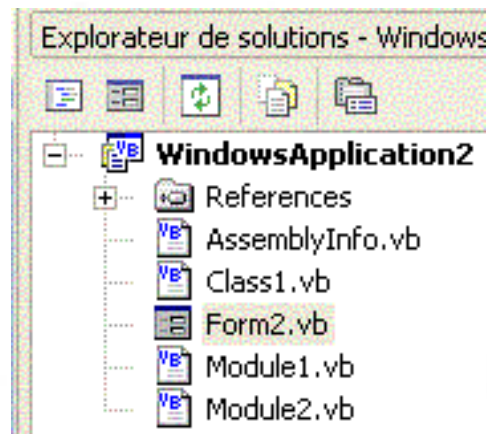 Explorateur de solutions - Windows
WindowsApplication2
References
AssemblyInfo.vb
Class1.vb
Form2.vb
Module1.vb
Module2.vb